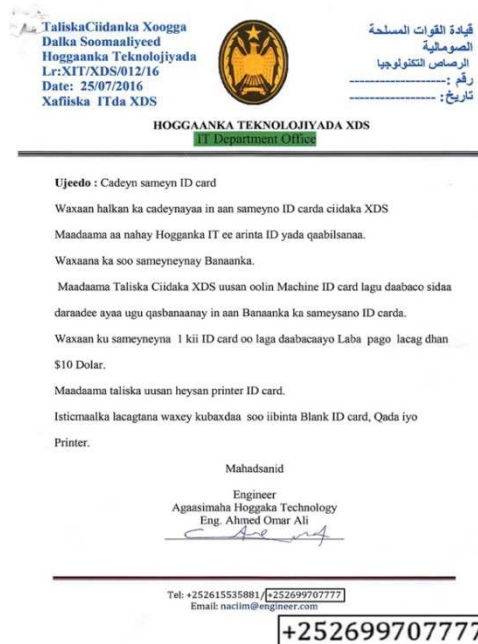 TaliskaCiidanka Xoogga
Dalka Soomaaliyeed
Hoggaanka Teknolojiyada
Lr:XIT/XDS/012/16
Date: 25/07/2016
Xafiiska ITda XDS
قيادة القوات المسلحة
الصومالية
الرصاص التكنولوجيا
رقم :-------------------
تاريخ: -----------------
HOGGAANKA TEKNOLOJIYADA XDS
IT Department Office
Ujeedo : Cadeyn sameyn ID card
Waxaan halkan ka cadeynayaa in aan sameyno ID carda ciidaka XDS
Maadaama aa nahay Hogganka IT ee arinta ID yada qaabilsanaa.
Waxaana ka soo sameyneynay Banaanka.
Maadaama Taliska Ciidaka XDS uusan oolin Machine ID card lagu daabaco sidaa
daraadee ayaa ugu qasbanaanay in aan Banaanka ka sameysano ID carda.
Waxaan ku sameyneyna 1 kii ID card oo laga daabacaayo Laba pago lacag dhan
$10 Dolar.
Maadaama taliska uusan heysan printer ID card.
Isticmaalka lacagtana waxey kubaxdaa soo iibinta Blank ID card, Qada iyo
Printer.
Mahadsanid
Engineer
Agaasimaha Hoggaka Technology
Eng. Ahmed Omar Ali
Tel: +252615535881/+252699707777
Email: naciim@engineer.com
+252699707777